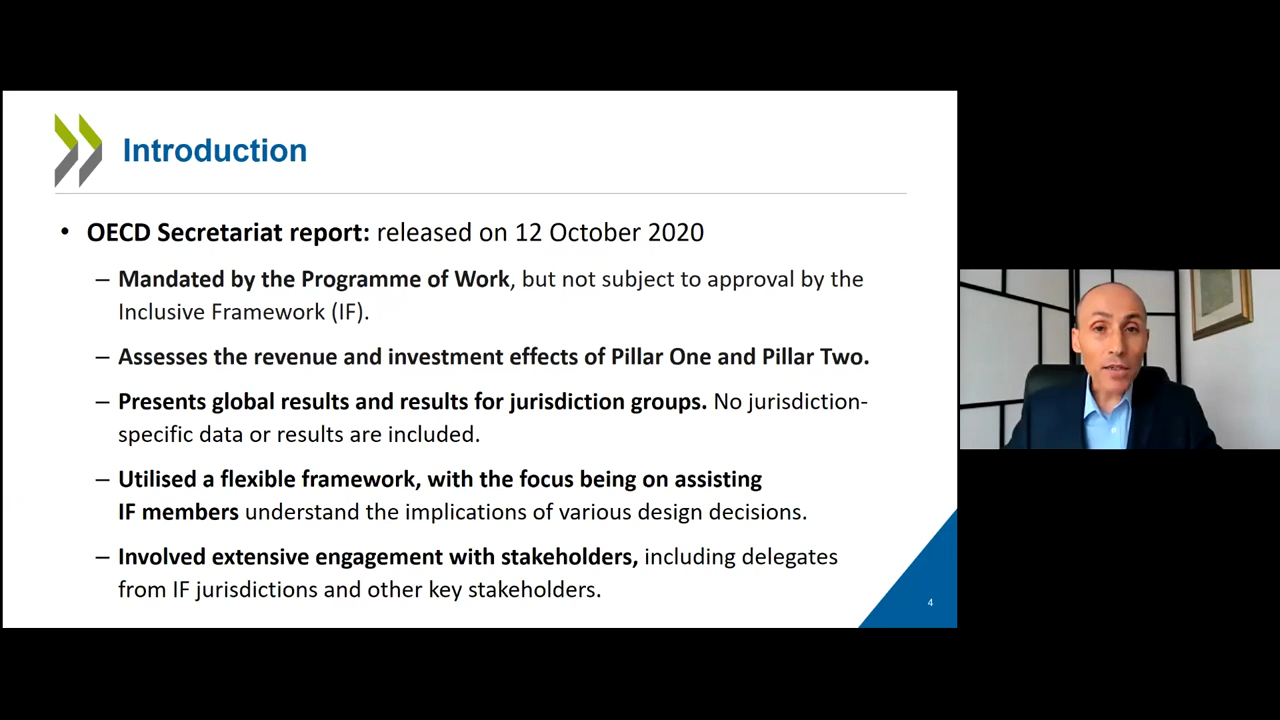 Introduction
• OECD Secretariat report: released on 12 October 2020
– Mandated by the Programme of Work, but not subject to approval by the
Inclusive Framework (IF).
– Assesses the revenue and investment effects of Pillar One and Pillar Two.
– Presents global results and results for jurisdiction groups. No jurisdiction-
specific data or results are included.
– Utilised a flexible framework, with the focus being on assisting
IF members understand the implications of various design decisions.
– Involved extensive engagement with stakeholders, including delegates
from IF jurisdictions and other key stakeholders.
4